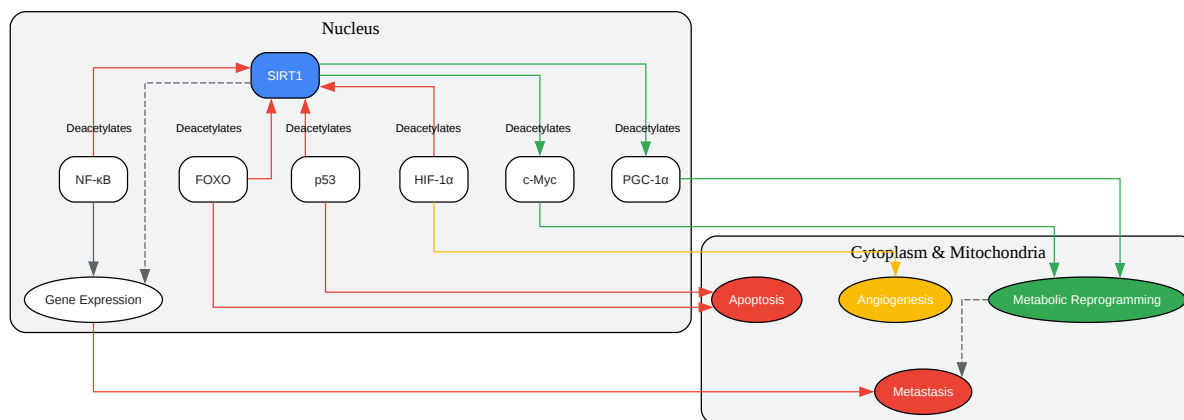 Nucleus
SIRT1
Deacetylates Deacetylates Deacetylates Deacetylates Deacetylates Deacetylates
NF-κB FOXO p53 HIF-1α c-Myc PGC-1α
Cytoplasm & Mitochondria
Gene Expression Apoptosis Angiogenesis Metabolic Reprogramming
Metastasis